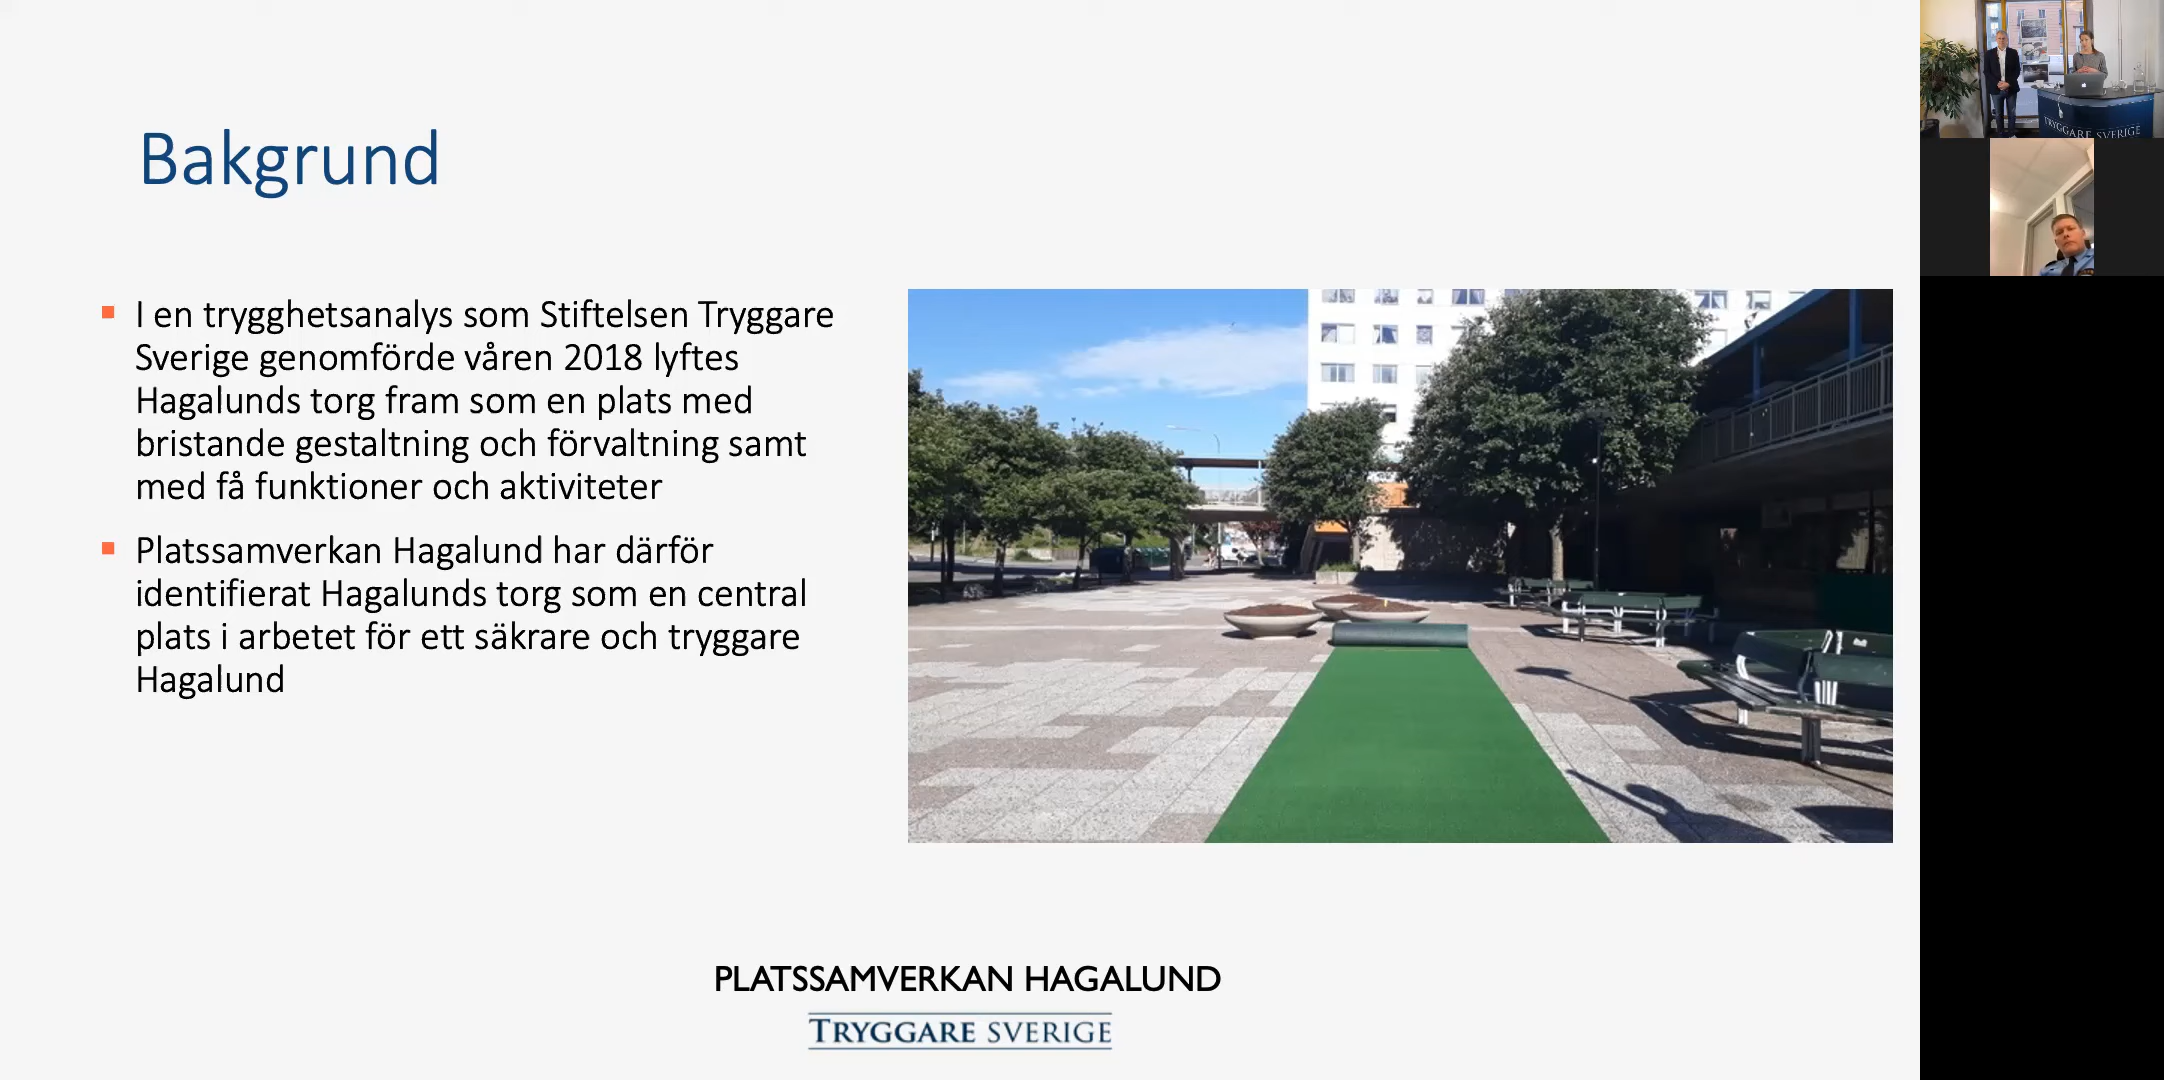 Bakgrund
I en trygghetsanalys som Stiftelsen Tryggare
Sverige genomförde våren 2018 lyftes
Hagalunds torg fram som en plats med
bristande gestaltning och förvaltning samt
med få funktioner och aktiviteter
Platssamverkan Hagalund har därför
identifierat Hagalunds torg som en central
plats i arbetet för ett säkrare och tryggare
Hagalund
PLATSSAMVERKAN HAGALUND
TRYGGARE SVERIGE
TRYGGARE SVERIGE